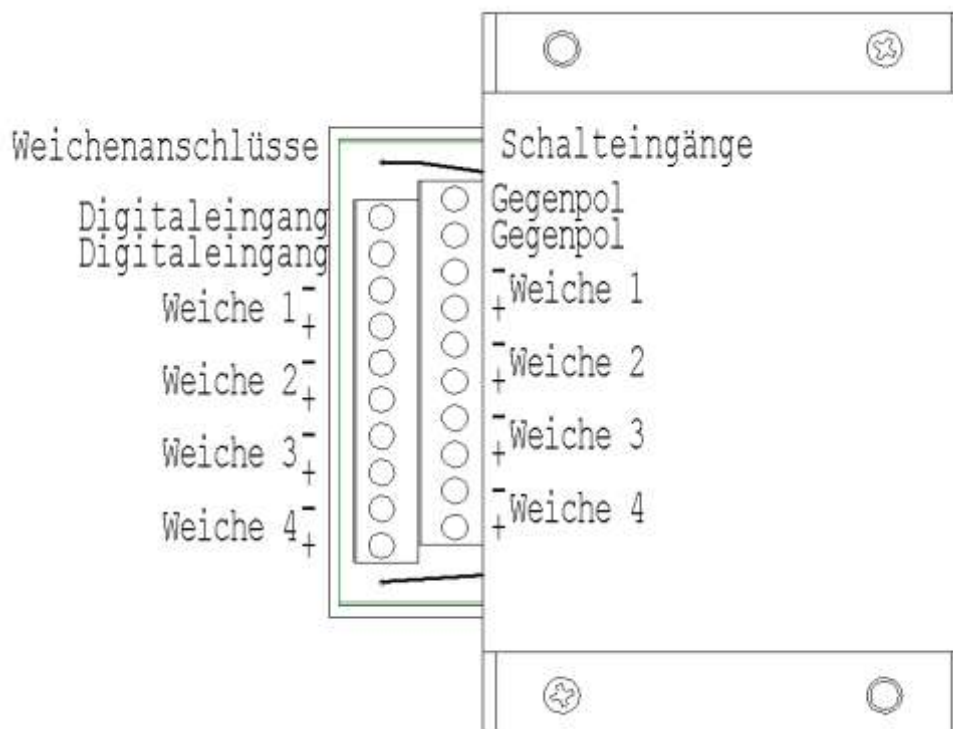 Weichenanschlüsse
Digitaleingang
Digitaleingang
Weiche 1 -
+
Weiche 2 -
+
Weiche 3 -
+
Weiche 4 -
+
Schalteingänge
Gegenpol
Gegenpol
- Weiche 1
+
- Weiche 2
+
- Weiche 3
+
- Weiche 4
+